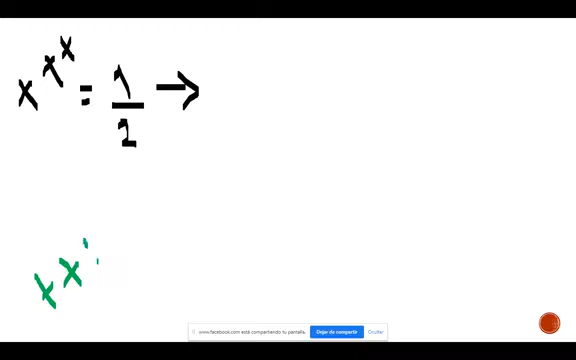 x^x^x = 1/2 →
x x
www.facebook.com está compartiendo tu pantalla. Dejar de compartir Ocultar